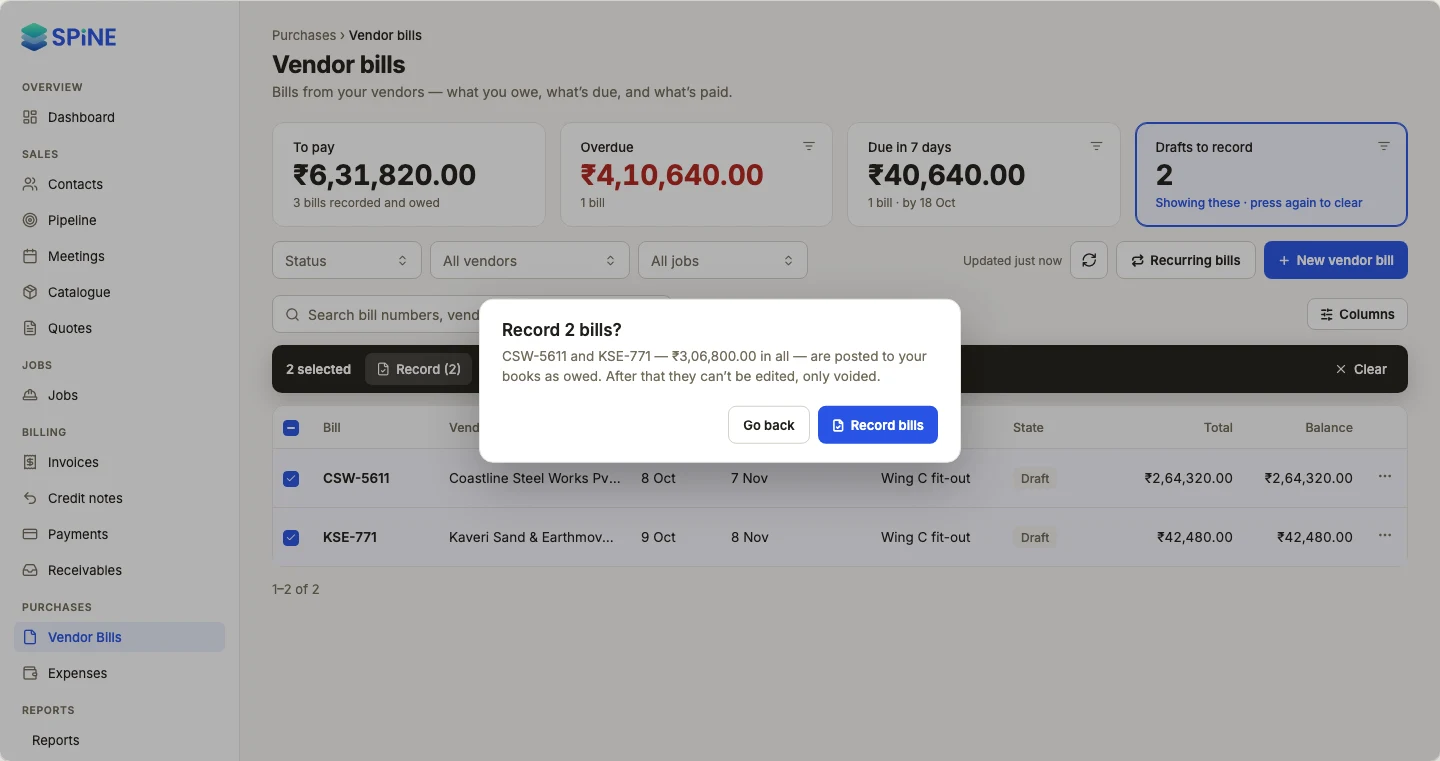 SPiNE
OVERVIEW
Dashboard
SALES
Contacts
Pipeline
Meetings
Catalogue
Quotes
JOBS
Jobs
BILLING
Invoices
Credit notes
Payments
Receivables
PURCHASES
Vendor Bills
Expenses
REPORTS
Reports
Purchases › Vendor bills
Vendor bills
Bills from your vendors — what you owe, what’s due, and what’s paid.
To pay
₹6,31,820.00
3 bills recorded and owed
Overdue
₹4,10,640.00
1 bill
Due in 7 days
₹40,640.00
1 bill · by 18 Oct
Drafts to record
2
Showing these · press again to clear
Status
All vendors
All jobs
Updated just now
Recurring bills
+ New vendor bill
Search bill numbers, vend
Columns
2 selected
Record (2)
Clear
Record 2 bills?
CSW-5611 and KSE-771 — ₹3,06,800.00 in all — are posted to your
books as owed. After that they can’t be edited, only voided.
Go back
Record bills
Bill Vend State Total Balance
CSW-5611 Coastline Steel Works Pv… 8 Oct 7 Nov Wing C fit-out Draft ₹2,64,320.00 ₹2,64,320.00 ···
KSE-771 Kaveri Sand & Earthmov… 9 Oct 8 Nov Wing C fit-out Draft ₹42,480.00 ₹42,480.00 ···
1–2 of 2